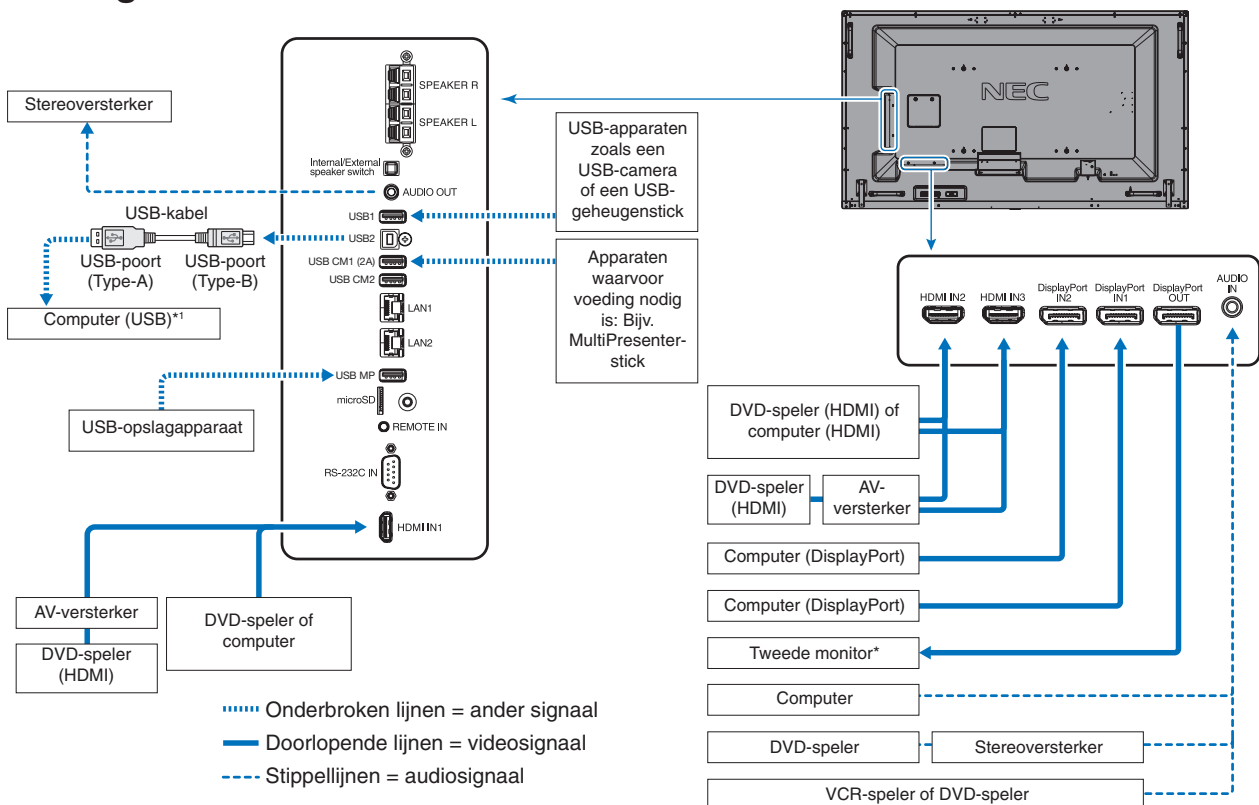 SPEAKER R
SPEAKER L
Stereoversterker
Internal/External
speaker switch
AUDIO OUT
USB-kabel
USB1
USB2
USB-poort
(Type-A)
USB-poort
(Type-B)
USB CM1 (2A)
USB CM2
Computer (USB)*1
LAN1
LAN2
USB MP
microSD
USB-opslagapparaat
REMOTE IN
RS-232C IN
HDMI IN1
AV-versterker
DVD-speler
(HDMI)
DVD-speler of
computer
USB-apparaten
zoals een
USB-camera
of een USB-
geheugenstick
Apparaten
waarvoor
voeding nodig
is: Bijv.
MultiPresenter-
stick
NEC
HDMI IN2
HDMI IN3
DisplayPort
IN2
DisplayPort
IN1
DisplayPort
OUT
AUDIO
IN
DVD-speler (HDMI) of
computer (HDMI)
DVD-speler
(HDMI)
AV-
versterker
Computer (DisplayPort)
Computer (DisplayPort)
Tweede monitor*
Computer
DVD-speler
Stereoversterker
VCR-speler of DVD-speler
Onderbroken lijnen = ander signaal
Doorlopende lijnen = videosignaal
Stippellijnen = audiosignaal